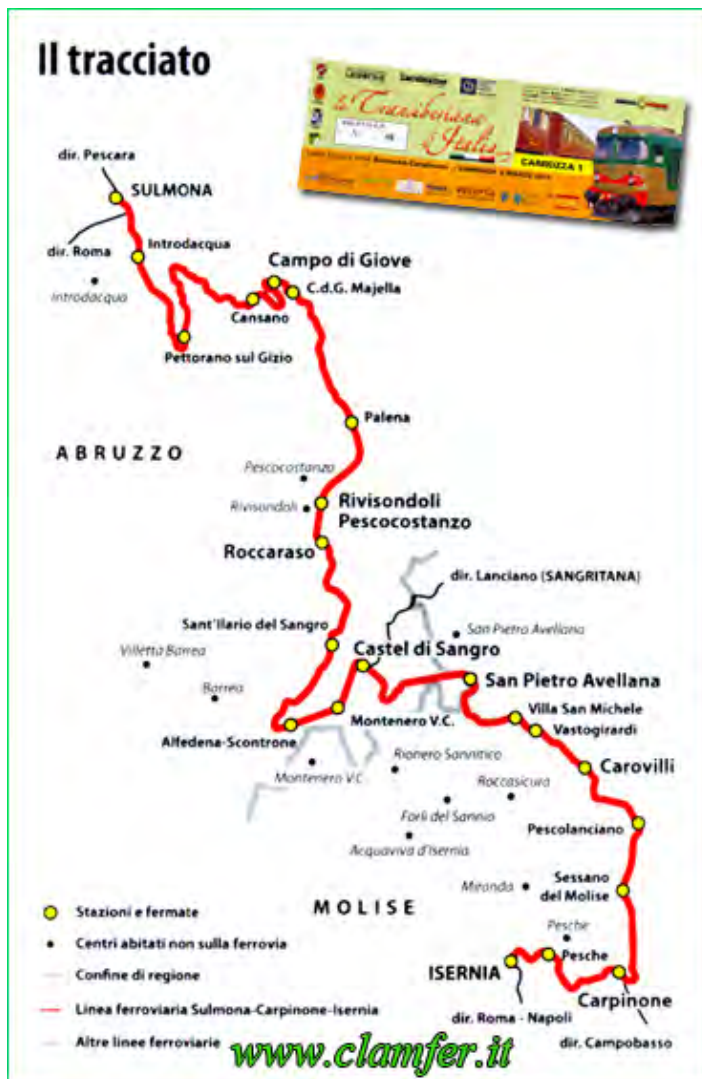 Il tracciato
La Transiberiana
d'Italia
CARROZZA 1
dir. Pescara
SULMONA
dir. Roma
Introdacqua
Introdacqua
Campo di Giove
C.d.G. Majella
Cansano
Pettorano sul Gizio
Palena
ABRUZZO
Pescocostanzo
Rivisondoli
Rivisondoli
Pescocostanzo
Roccaraso
dir. Lanciano (SANGRITANA)
Sant'Ilario del Sangro
San Pietro Avellana
Villetta Barrea
Castel di Sangro
Barrea
San Pietro Avellana
Villa San Michele
Montenero V.C.
Vastogirardi
Alfedena-Scontrone
Rionero Sannitico
Montenero V.C
Carovilli
Roccasicura
Forlì del Sannio
Pescolanciano
Acquaviva d'Isernia
Sessano
del Molise
Miranda
MOLISE
Pesche
Pesche
ISERNIA
Carpinone
dir. Roma - Napoli
dir. Campobasso
Stazioni e fermate
Centri abitati non sulla ferrovia
Confine di regione
Linea ferroviaria Sulmona-Carpinone-Isernia
Altre linee ferroviarie
www.clamfer.it